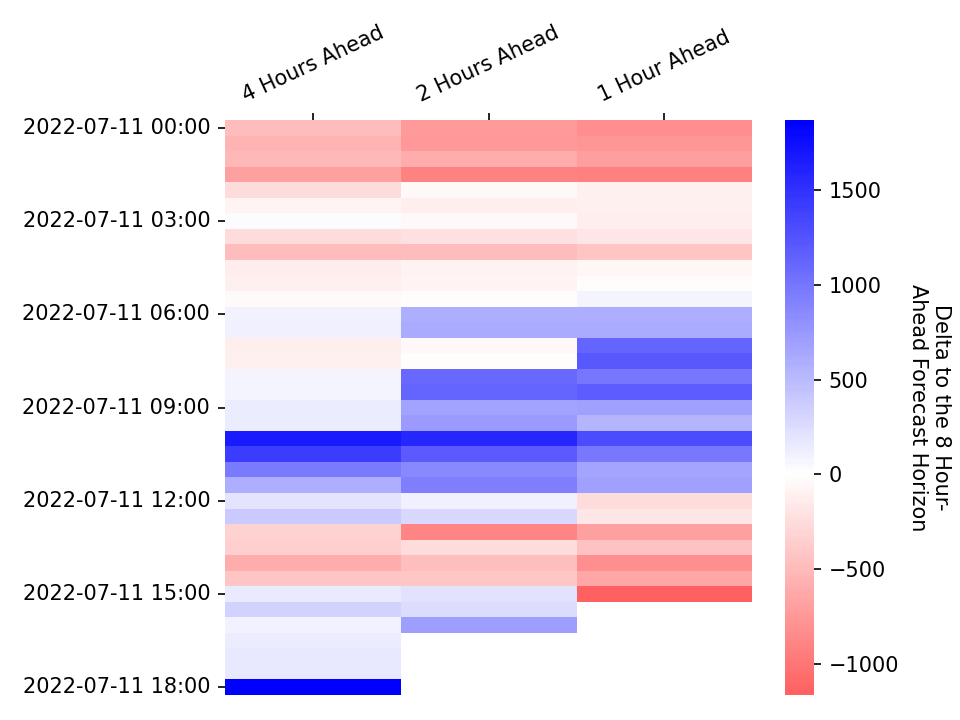 4 Hours Ahead
2 Hours Ahead
1 Hour Ahead
2022-07-11 00:00
2022-07-11 03:00
2022-07-11 06:00
2022-07-11 09:00
2022-07-11 12:00
2022-07-11 15:00
2022-07-11 18:00
1500
1000
500
0
−500
−1000
Delta to the 8 Hour-
Ahead Forecast Horizon